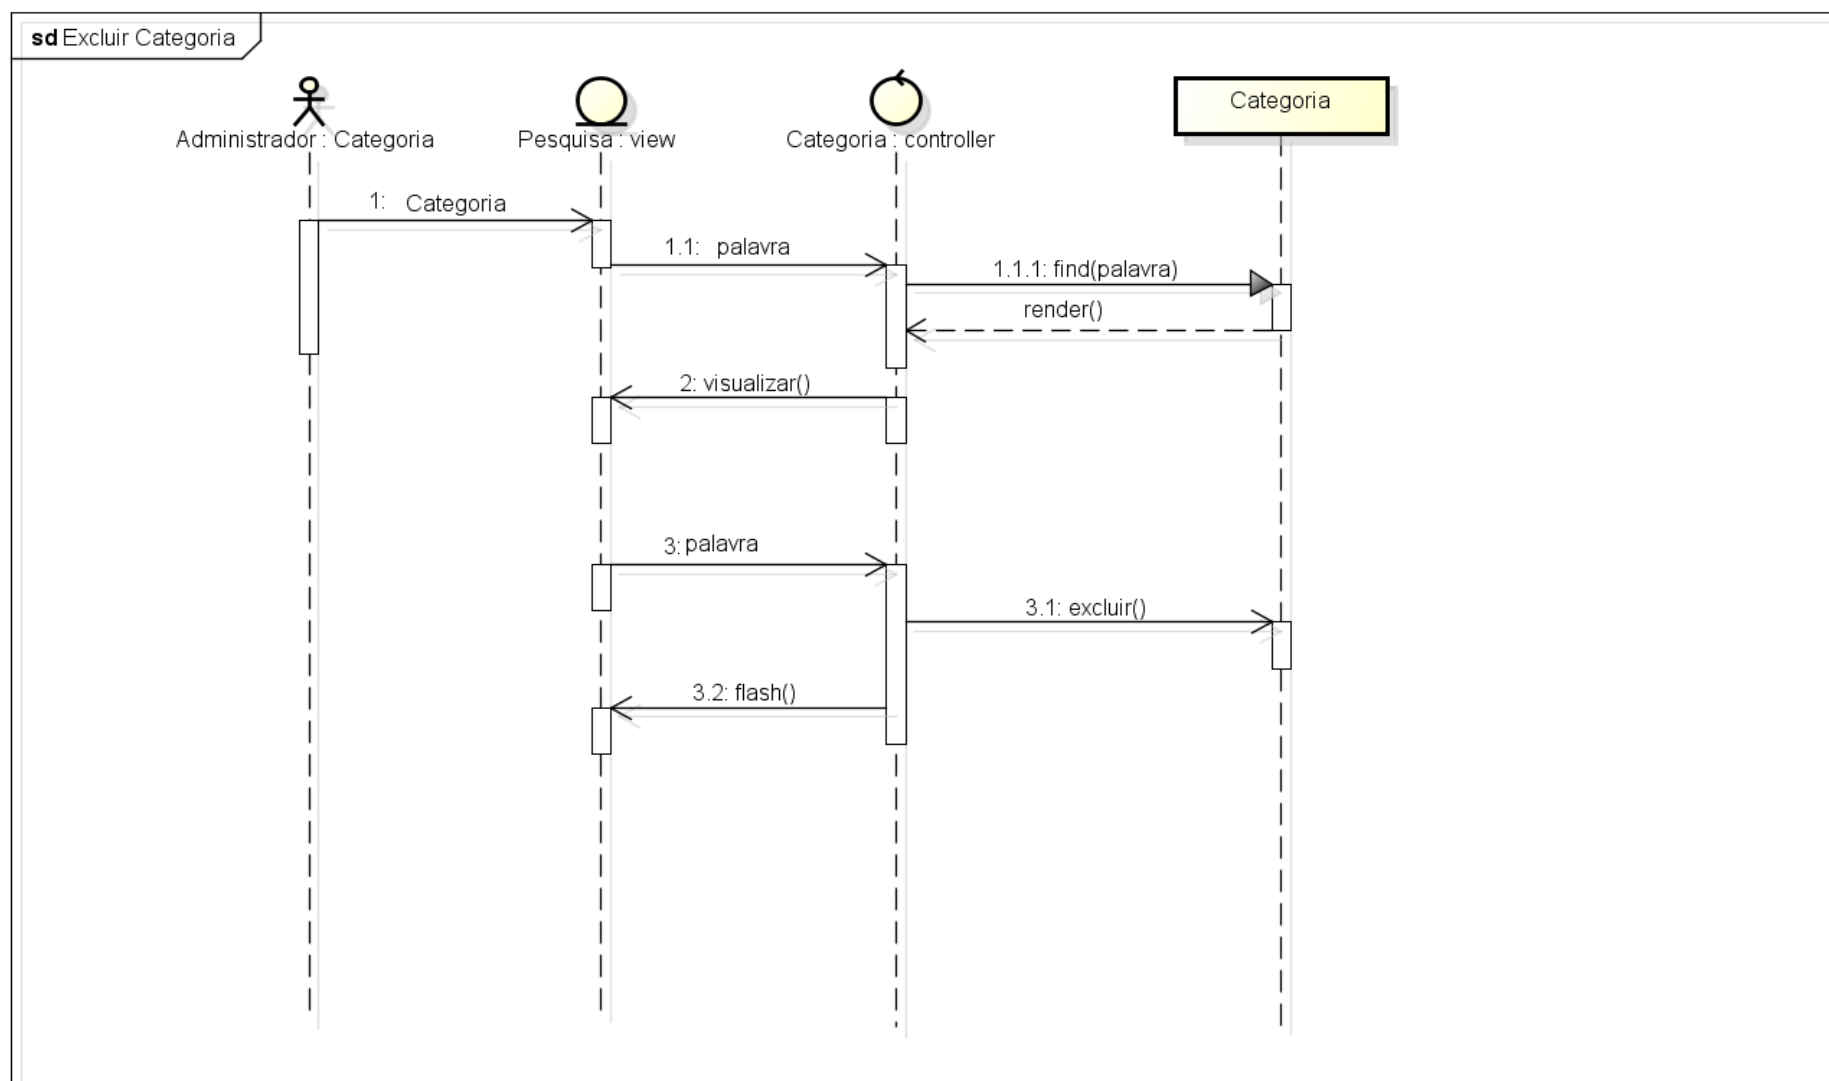 sd Excluir Categoria
Categoria
Administrador : Categoria
Pesquisa : view
Categoria : controller
1: Categoria
1.1: palavra
1.1.1: find(palavra)
render()
2: visualizar()
3: palavra
3.1: excluir()
3.2: flash()